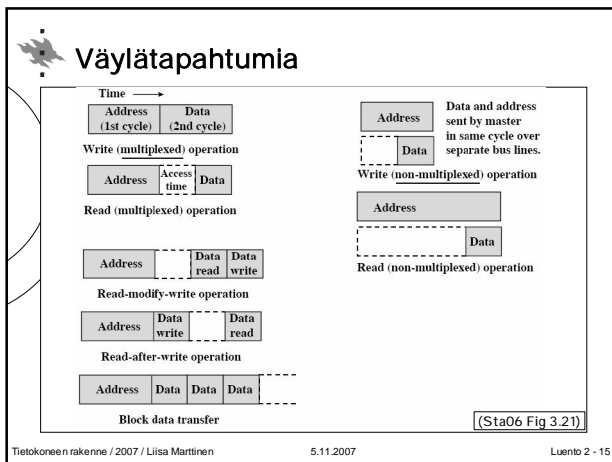 Väylätapahtumia
Time
Address Data
(1st cycle) (2nd cycle)
Write (multiplexed) operation
Address Access time Data
Read (multiplexed) operation
Address Data read Data write
Read-modify-write operation
Address Data write Data read
Read-after-write operation
Address Data Data Data
Block data transfer
Address
Data and address
sent by master
in same cycle over
separate bus lines.
Data
Write (non-multiplexed) operation
Address
Data
Read (non-multiplexed) operation
(Sta06 Fig 3.21)
Tietokoneen rakenne / 2007 / Liisa Marttinen 5.11.2007 Luento 2 - 15